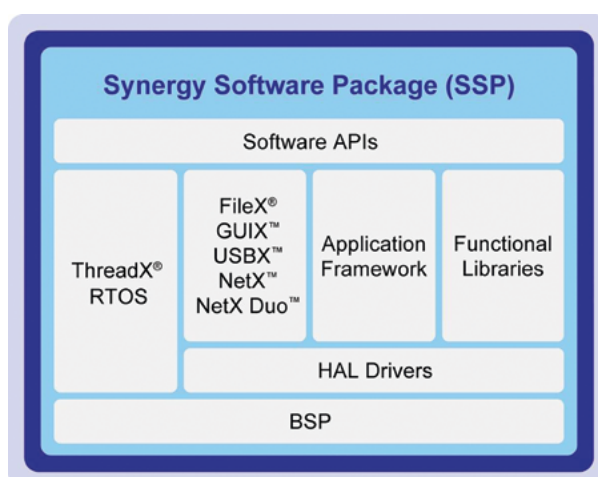 Synergy Software Package (SSP)
Software APIs
ThreadX®
RTOS
FileX®
GUIX™
USBX™
NetX™
NetX Duo™
Application
Framework
Functional
Libraries
HAL Drivers
BSP